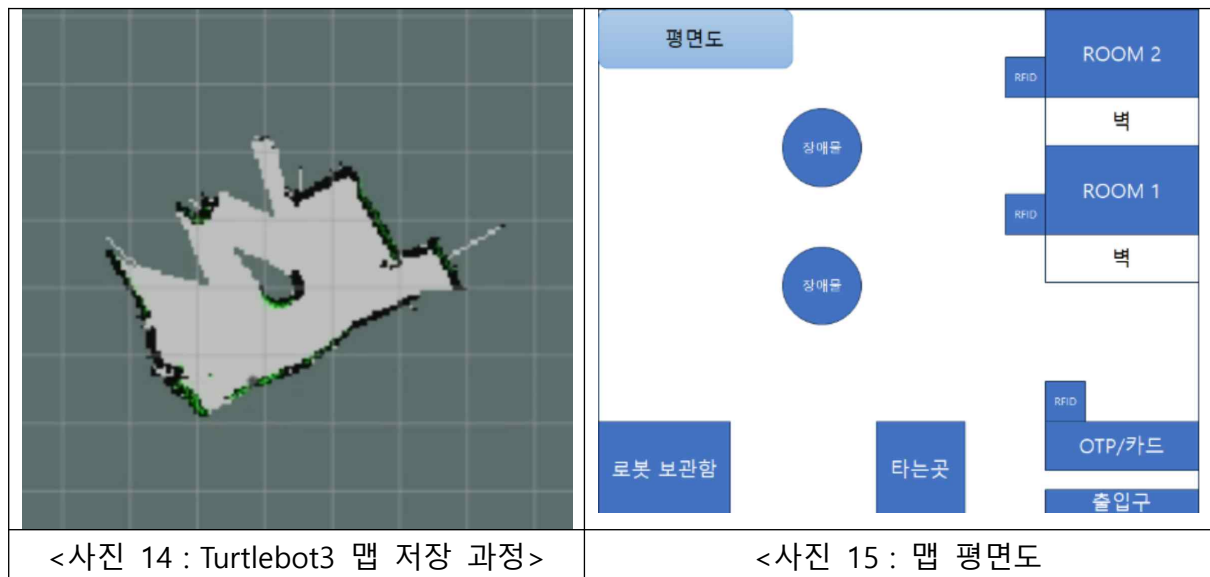 평면도
ROOM 2
RFID
벽
장애물
ROOM 1
RFID
벽
장애물
RFID
OTP/카드
로봇 보관함
타는곳
출입구
<사진 14 : Turtlebot3 맵 저장 과정>
<사진 15 : 맵 평면도